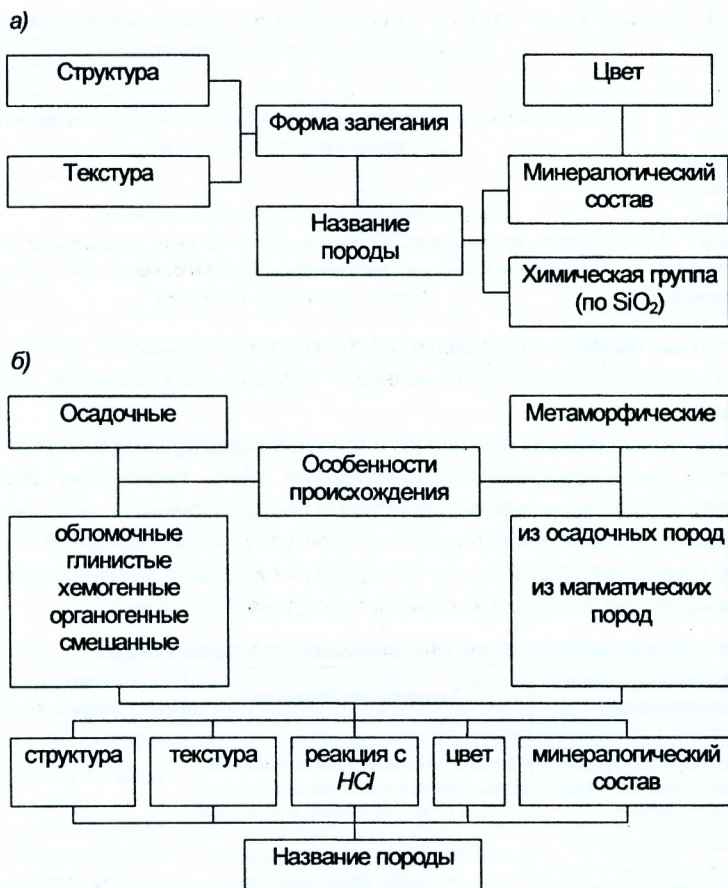 а)
Структура
Цвет
Форма залегания
Текстура
Минералогический
состав
Название
породы
Химическая группа
(по SiO₂)
б)
Осадочные
Метаморфические
Особенности
происхождения
обломочные
глинистые
хемогенные
органогенные
смешанные
из осадочных пород
из магматических
пород
структура
текстура
реакция с
HCl
цвет
минералогический
состав
Название породы